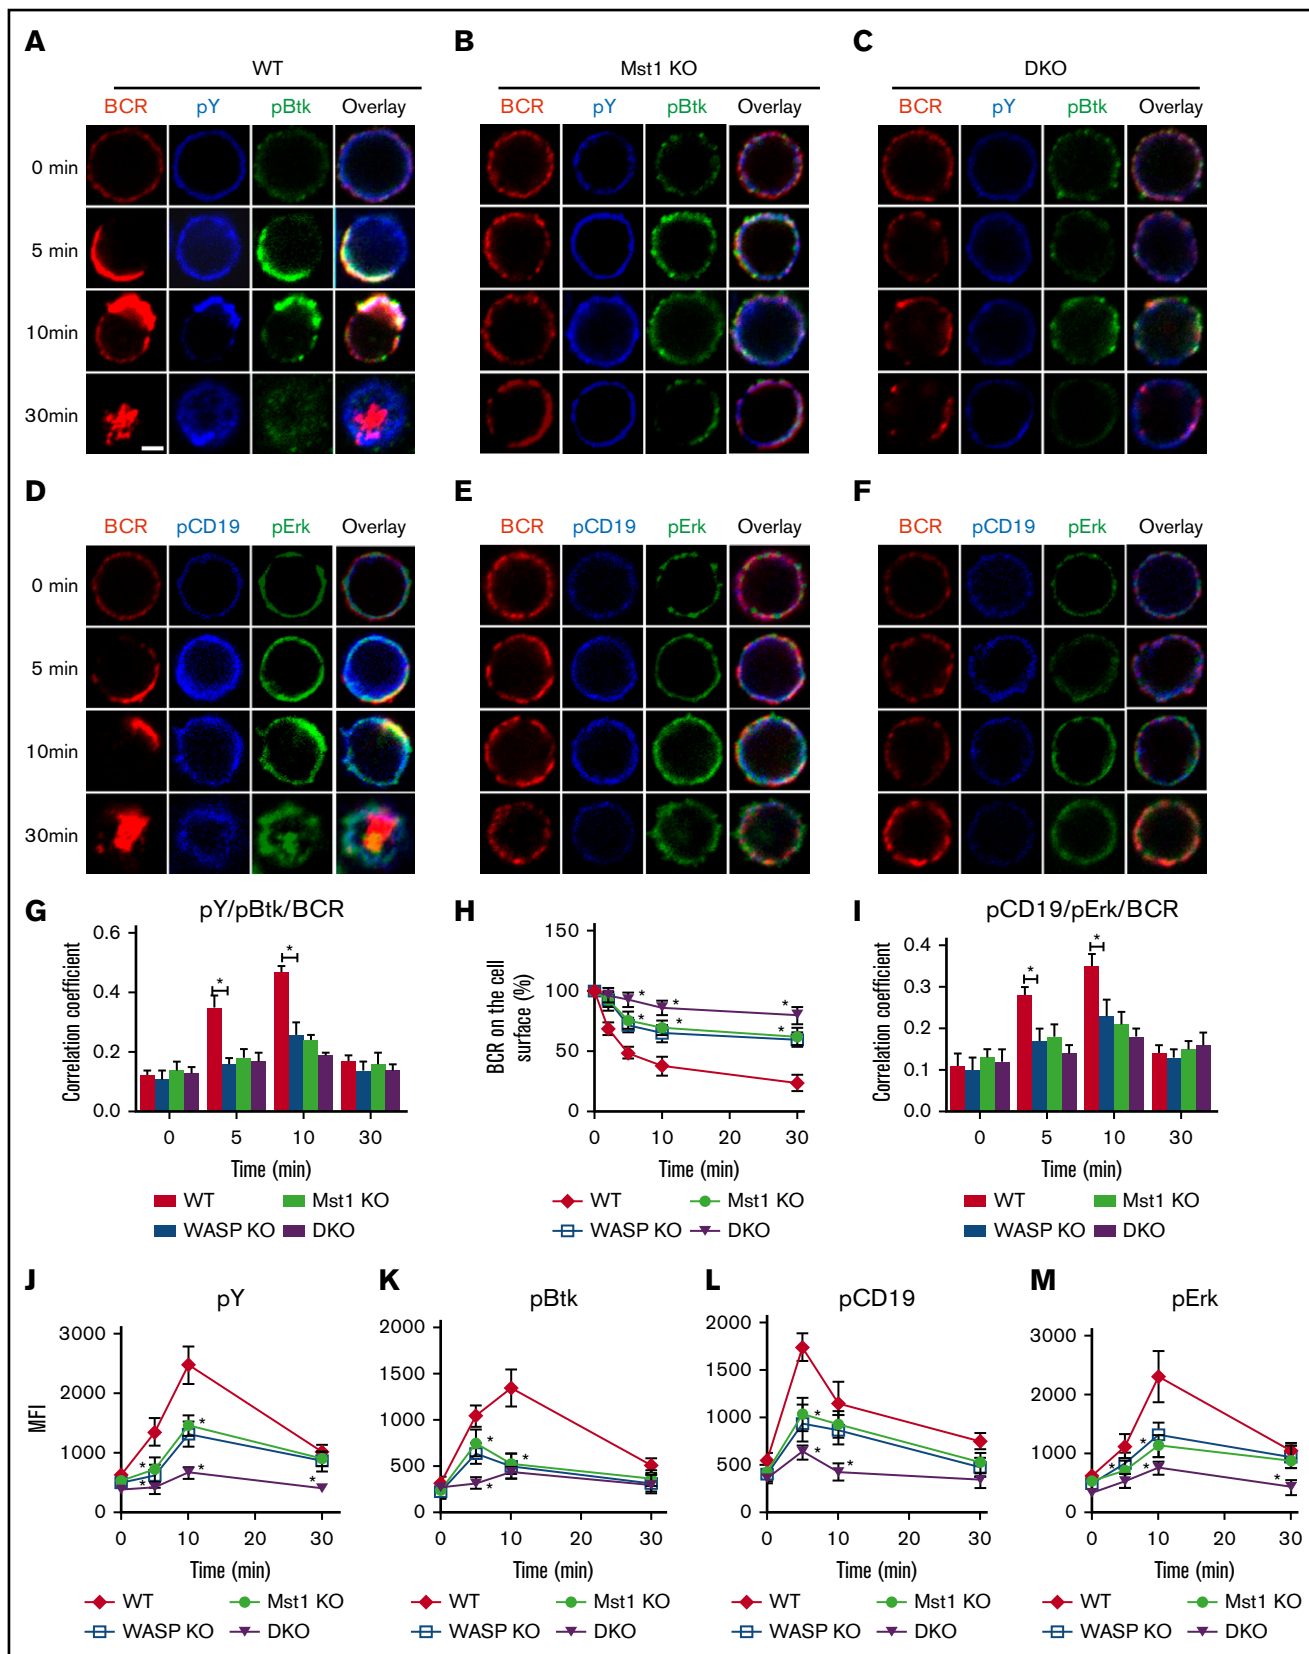 A B C
WT Mst1 KO DKO
BCR pY pBtk Overlay BCR pY pBtk Overlay BCR pY pBtk Overlay
0 min
5 min
10min
30min
D E F
BCR pCD19 pErk Overlay BCR pCD19 pErk Overlay BCR pCD19 pErk Overlay
0 min
5 min
10min
30min
G
pY/pBtk/BCR
Correlation coefficient
0.6
0.4
0.2
0.0
* *
0 5 10 30
Time (min)
WT Mst1 KO
WASP KO DKO
H
BCR on the cell
surface (%)
150
100
50
0
* * *
* *
0 10 20 30
Time (min)
WT Mst1 KO
WASP KO DKO
I
pCD19/pErk/BCR
Correlation coefficient
0.4
0.3
0.2
0.1
0.0
* *
0 5 10 30
Time (min)
WT Mst1 KO
WASP KO DKO
J
pY
MFI
3000
2000
1000
0
* *
* * *
0 10 20 30
Time (min)
WT Mst1 KO
WASP KO DKO
K
pBtk
2000
1500
1000
500
0
* *
*
0 10 20 30
Time (min)
WT Mst1 KO
WASP KO DKO
L
pCD19
2000
1500
1000
500
0
*
* *
0 10 20 30
Time (min)
WT Mst1 KO
WASP KO DKO
M
pErk
3000
2000
1000
0
* *
* *
0 10 20 30
Time (min)
WT Mst1 KO
WASP KO DKO